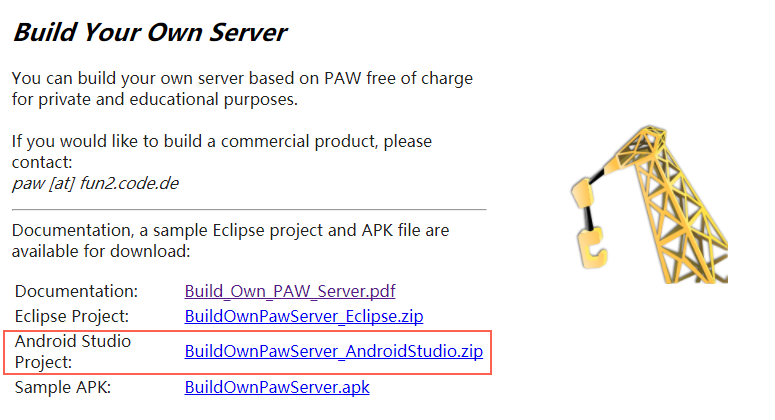 Build Your Own Server
You can build your own server based on PAW free of charge
for private and educational purposes.
If you would like to build a commercial product, please
contact:
paw [at] fun2.code.de
Documentation, a sample Eclipse project and APK file are
available for download:
Documentation: Build_Own_PAW_Server.pdf
Eclipse Project: BuildOwnPawServer_Eclipse.zip
Android Studio
Project: BuildOwnPawServer_AndroidStudio.zip
Sample APK: BuildOwnPawServer.apk